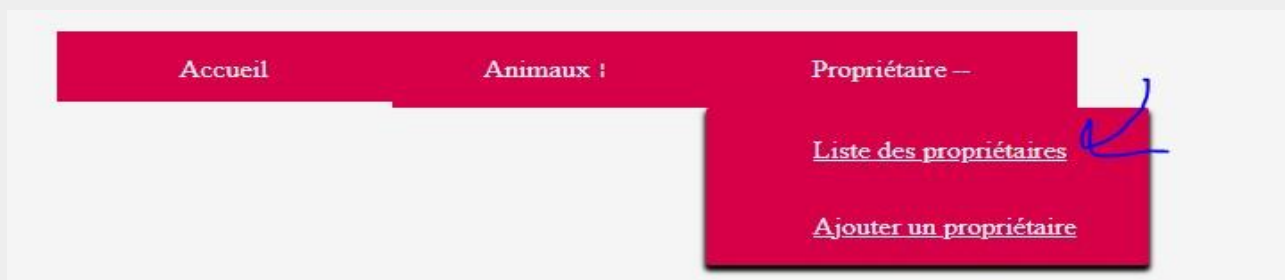 Accueil Animaux ¦ Propriétaire –
Liste des propriétaires
Ajouter un propriétaire